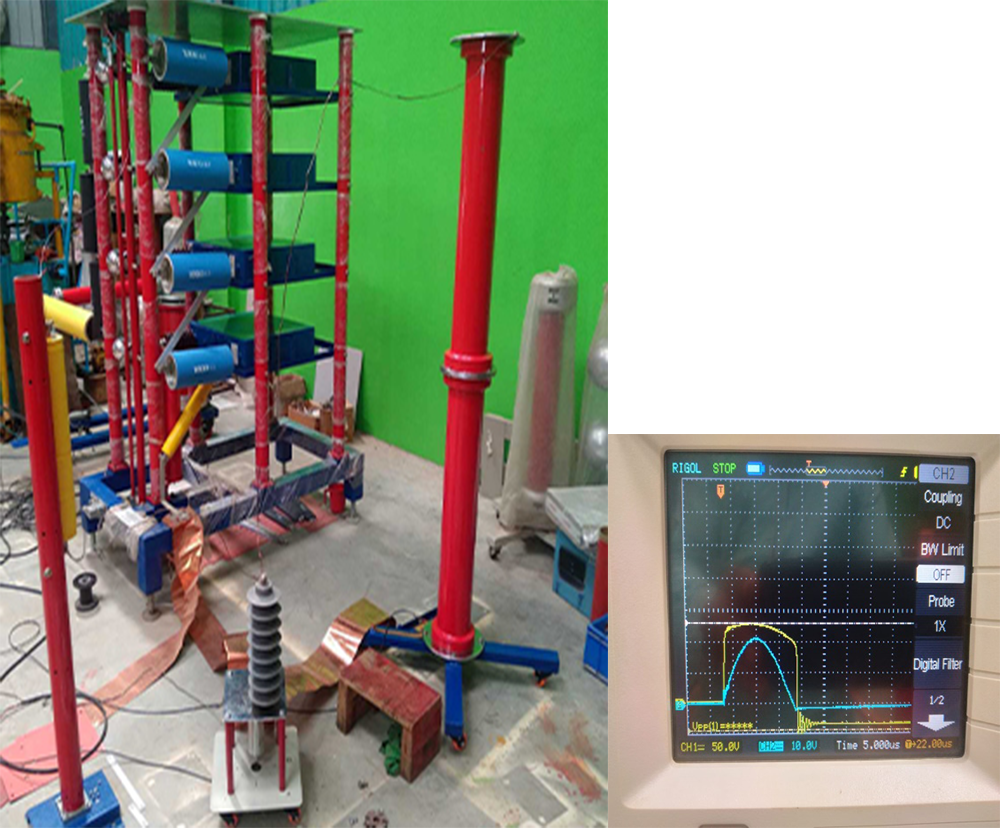 RIGOL STOP
CH2
Coupling
DC
BW Limit
OFF
Probe
1X
Digital Filter
1/2
Vpp(1)=*****
CH1= 50.0V CH2= 10.0V Time 5.000us T→22.00us